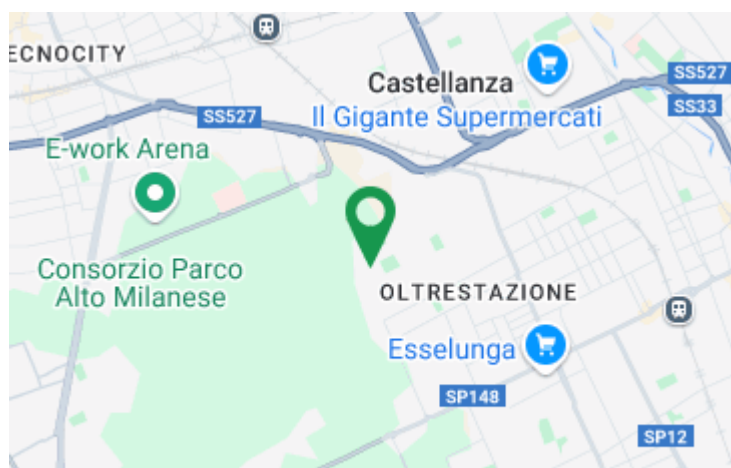 ECNOCITY
Castellanza
SS527
SS527
Il Gigante Supermercati
SS33
E-work Arena
Consorzio Parco
Alto Milanese
OLTRESTAZIONE
Esselunga
SP148
SP12